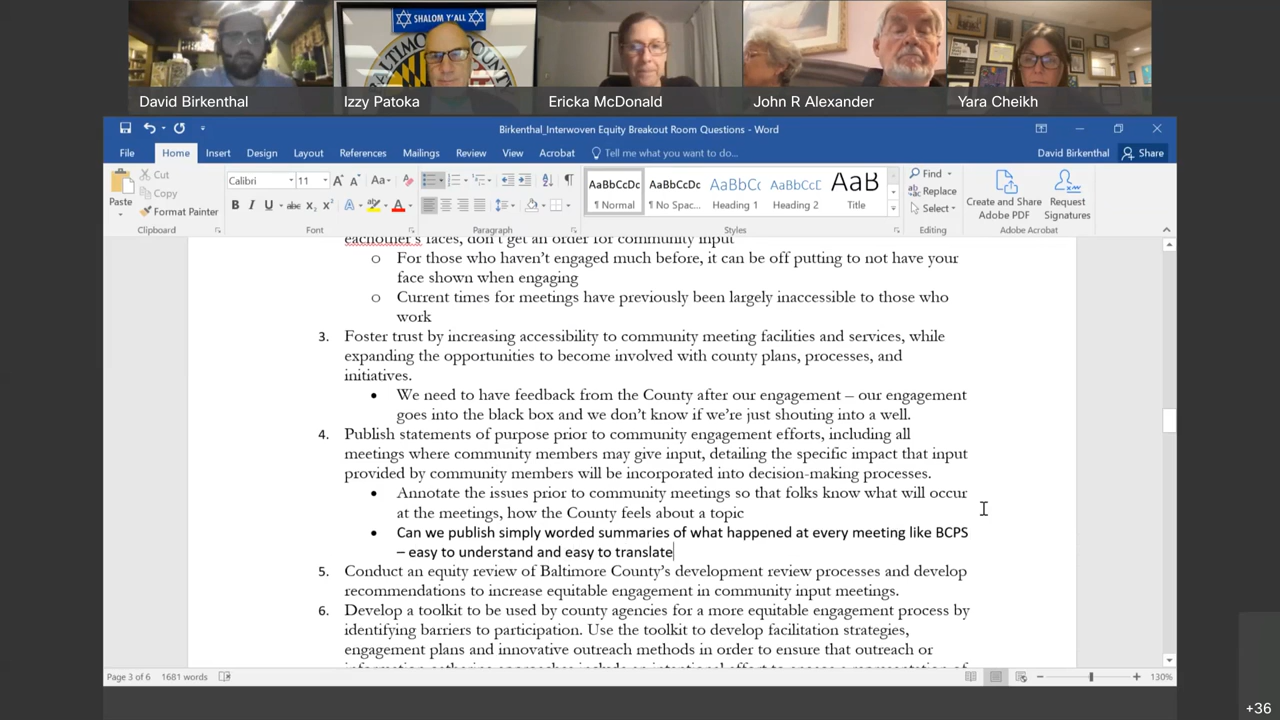 SHALOM Y'ALL
David Birkenthal
Izzy Patoka
Ericka McDonald
John R Alexander
Yara Cheikh
Birkenthal_Interwoven Equity Breakout Room Questions - Word
File Home Insert Design Layout References Mailings Review View Acrobat Tell me what you want to do... David Birkenthal Share
Paste Cut Copy Format Painter
Calibri 11
AaBbCcDc AaBbCcDc AaBbCc AaBbCcD AaB
¶ Normal ¶ No Spac... Heading 1 Heading 2 Title
Find Replace Select
Create and Share Adobe PDF
Request Signatures
Clipboard Font Paragraph Styles Editing Adobe Acrobat
eachother's faces, don't get an order for community input
o For those who haven't engaged much before, it can be off putting to not have your
face shown when engaging
o Current times for meetings have previously been largely inaccessible to those who
work
3. Foster trust by increasing accessibility to community meeting facilities and services, while
expanding the opportunities to become involved with county plans, processes, and
initiatives.
• We need to have feedback from the County after our engagement – our engagement
goes into the black box and we don't know if we're just shouting into a well.
4. Publish statements of purpose prior to community engagement efforts, including all
meetings where community members may give input, detailing the specific impact that input
provided by community members will be incorporated into decision-making processes.
• Annotate the issues prior to community meetings so that folks know what will occur
at the meetings, how the County feels about a topic
• Can we publish simply worded summaries of what happened at every meeting like BCPS
– easy to understand and easy to translate
5. Conduct an equity review of Baltimore County's development review processes and develop
recommendations to increase equitable engagement in community input meetings.
6. Develop a toolkit to be used by county agencies for a more equitable engagement process by
identifying barriers to participation. Use the toolkit to develop facilitation strategies,
engagement plans and innovative outreach methods in order to ensure that outreach or
Page 3 of 6 1681 words 130%
+36